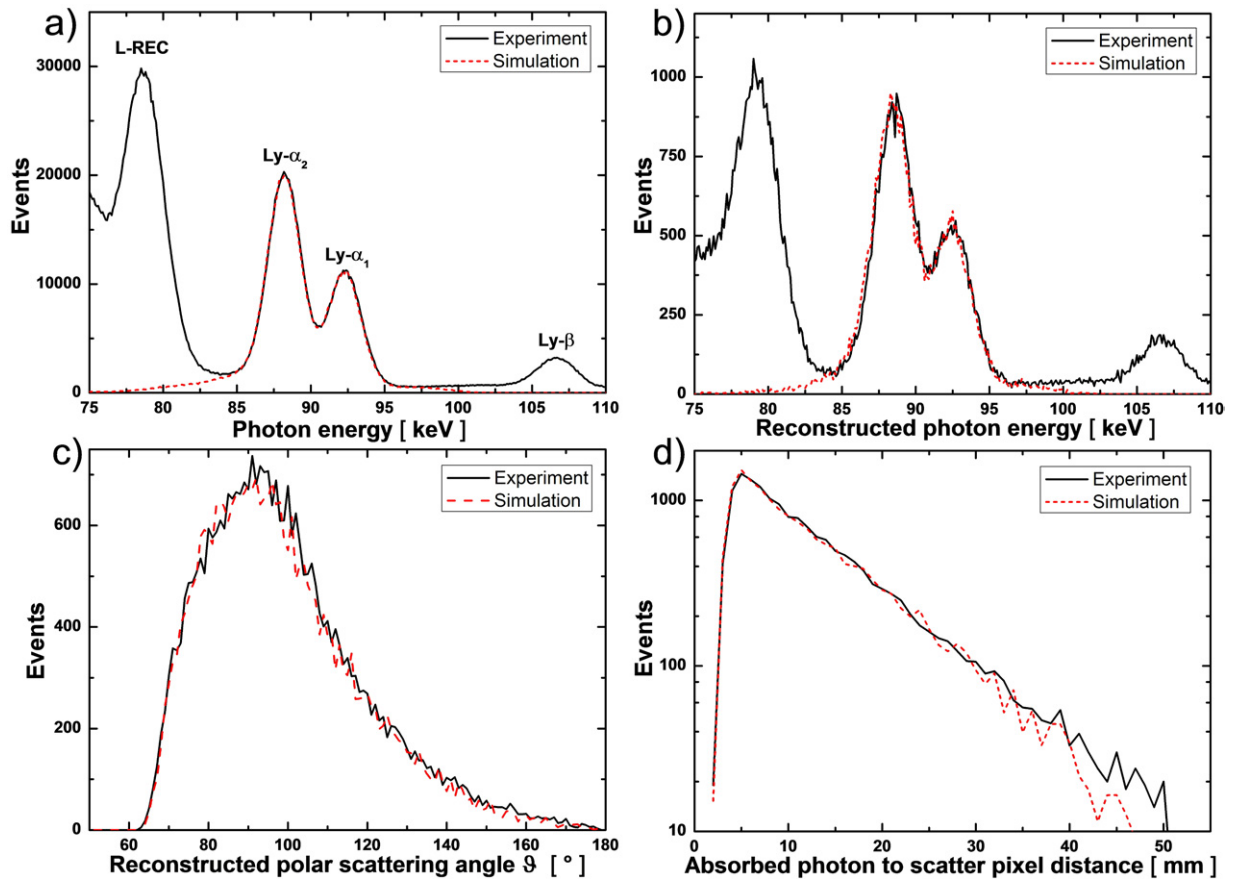 a)
L-REC
Experiment
Simulation
Ly-α2
Ly-α1
Ly-β
Events
30000
20000
10000
0
75 80 85 90 95 100 105 110
Photon energy [ keV ]
b)
Experiment
Simulation
Events
1000
750
500
250
0
75 80 85 90 95 100 105 110
Reconstructed photon energy [ keV ]
c)
Experiment
Simulation
Events
600
400
200
0
60 80 100 120 140 160 180
Reconstructed polar scattering angle ϑ [ ° ]
d)
Experiment
Simulation
Events
1000
100
10
0 10 20 30 40 50
Absorbed photon to scatter pixel distance [ mm ]